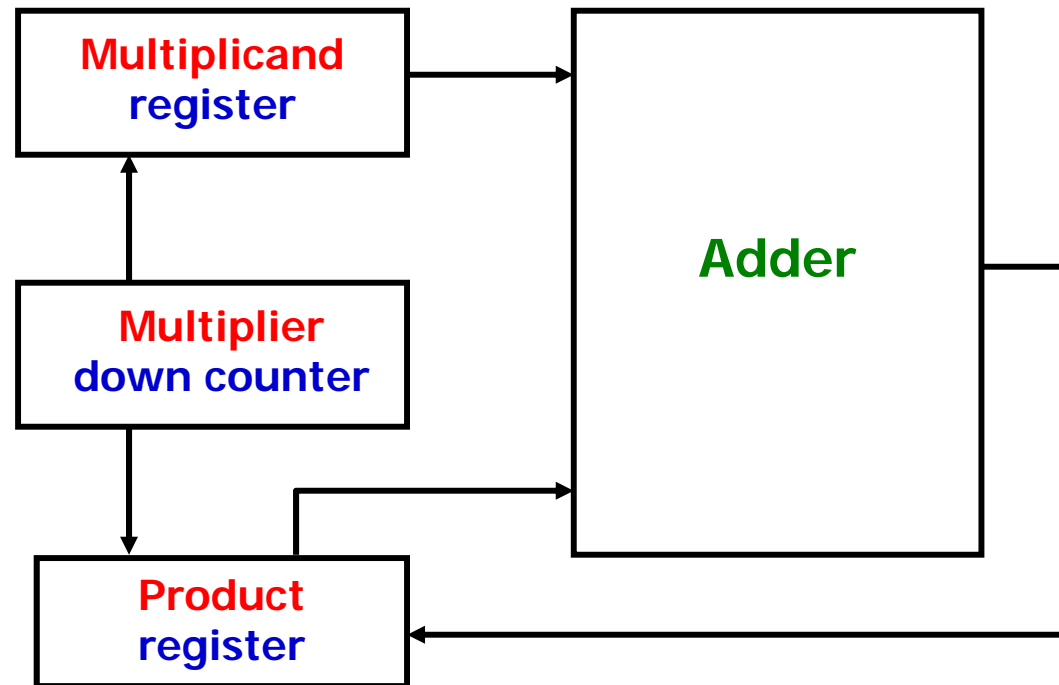 Multiplicand
register
Adder
Multiplier
down counter
Product
register